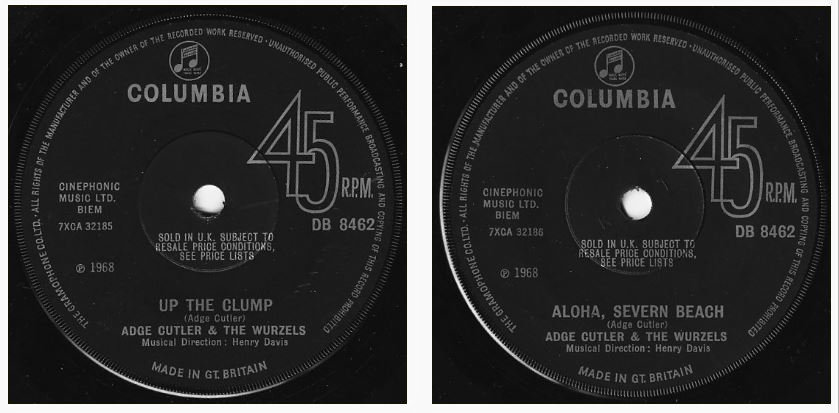 THE GRAMOPHONE CO. LTD. · ALL RIGHTS OF THE MANUFACTURER AND OF THE OWNER OF THE RECORDED WORK RESERVED · UNAUTHORISED PUBLIC PERFORMANCE BROADCASTING AND COPYING OF THIS RECORD PROHIBITED
COLUMBIA
45
R.P.M.
CINEPHONIC
MUSIC LTD.
BIEM
7XCA 32185
DB 8462
SOLD IN U.K. SUBJECT TO
RESALE PRICE CONDITIONS,
SEE PRICE LISTS
℗ 1968
UP THE CLUMP
(Adge Cutler)
ADGE CUTLER & THE WURZELS
Musical Direction: Henry Davis
MADE IN GT. BRITAIN
THE GRAMOPHONE CO. LTD. · ALL RIGHTS OF THE MANUFACTURER AND OF THE OWNER OF THE RECORDED WORK RESERVED · UNAUTHORISED PUBLIC PERFORMANCE BROADCASTING AND COPYING OF THIS RECORD PROHIBITED
COLUMBIA
45
R.P.M.
CINEPHONIC
MUSIC LTD.
BIEM
7XCA 32186
DB 8462
SOLD IN U.K. SUBJECT TO
RESALE PRICE CONDITIONS,
SEE PRICE LISTS
℗ 1968
ALOHA, SEVERN BEACH
(Adge Cutler)
ADGE CUTLER & THE WURZELS
Musical Direction: Henry Davis
MADE IN GT. BRITAIN